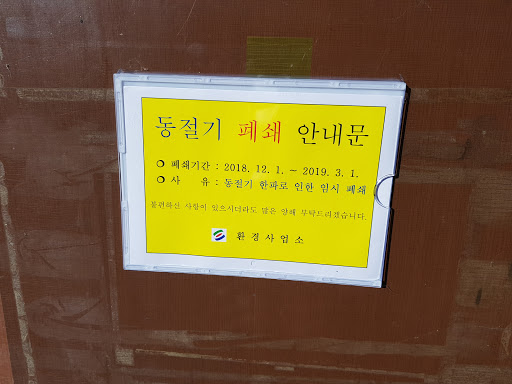 동절기 폐쇄 안내문
폐쇄기간 : 2018. 12. 1. ~ 2019. 3. 1.
사 유 : 동절기 한파로 인한 임시 폐쇄
불편하신 사항이 있으시더라도 많은 양해 부탁드리겠습니다.
환경사업소